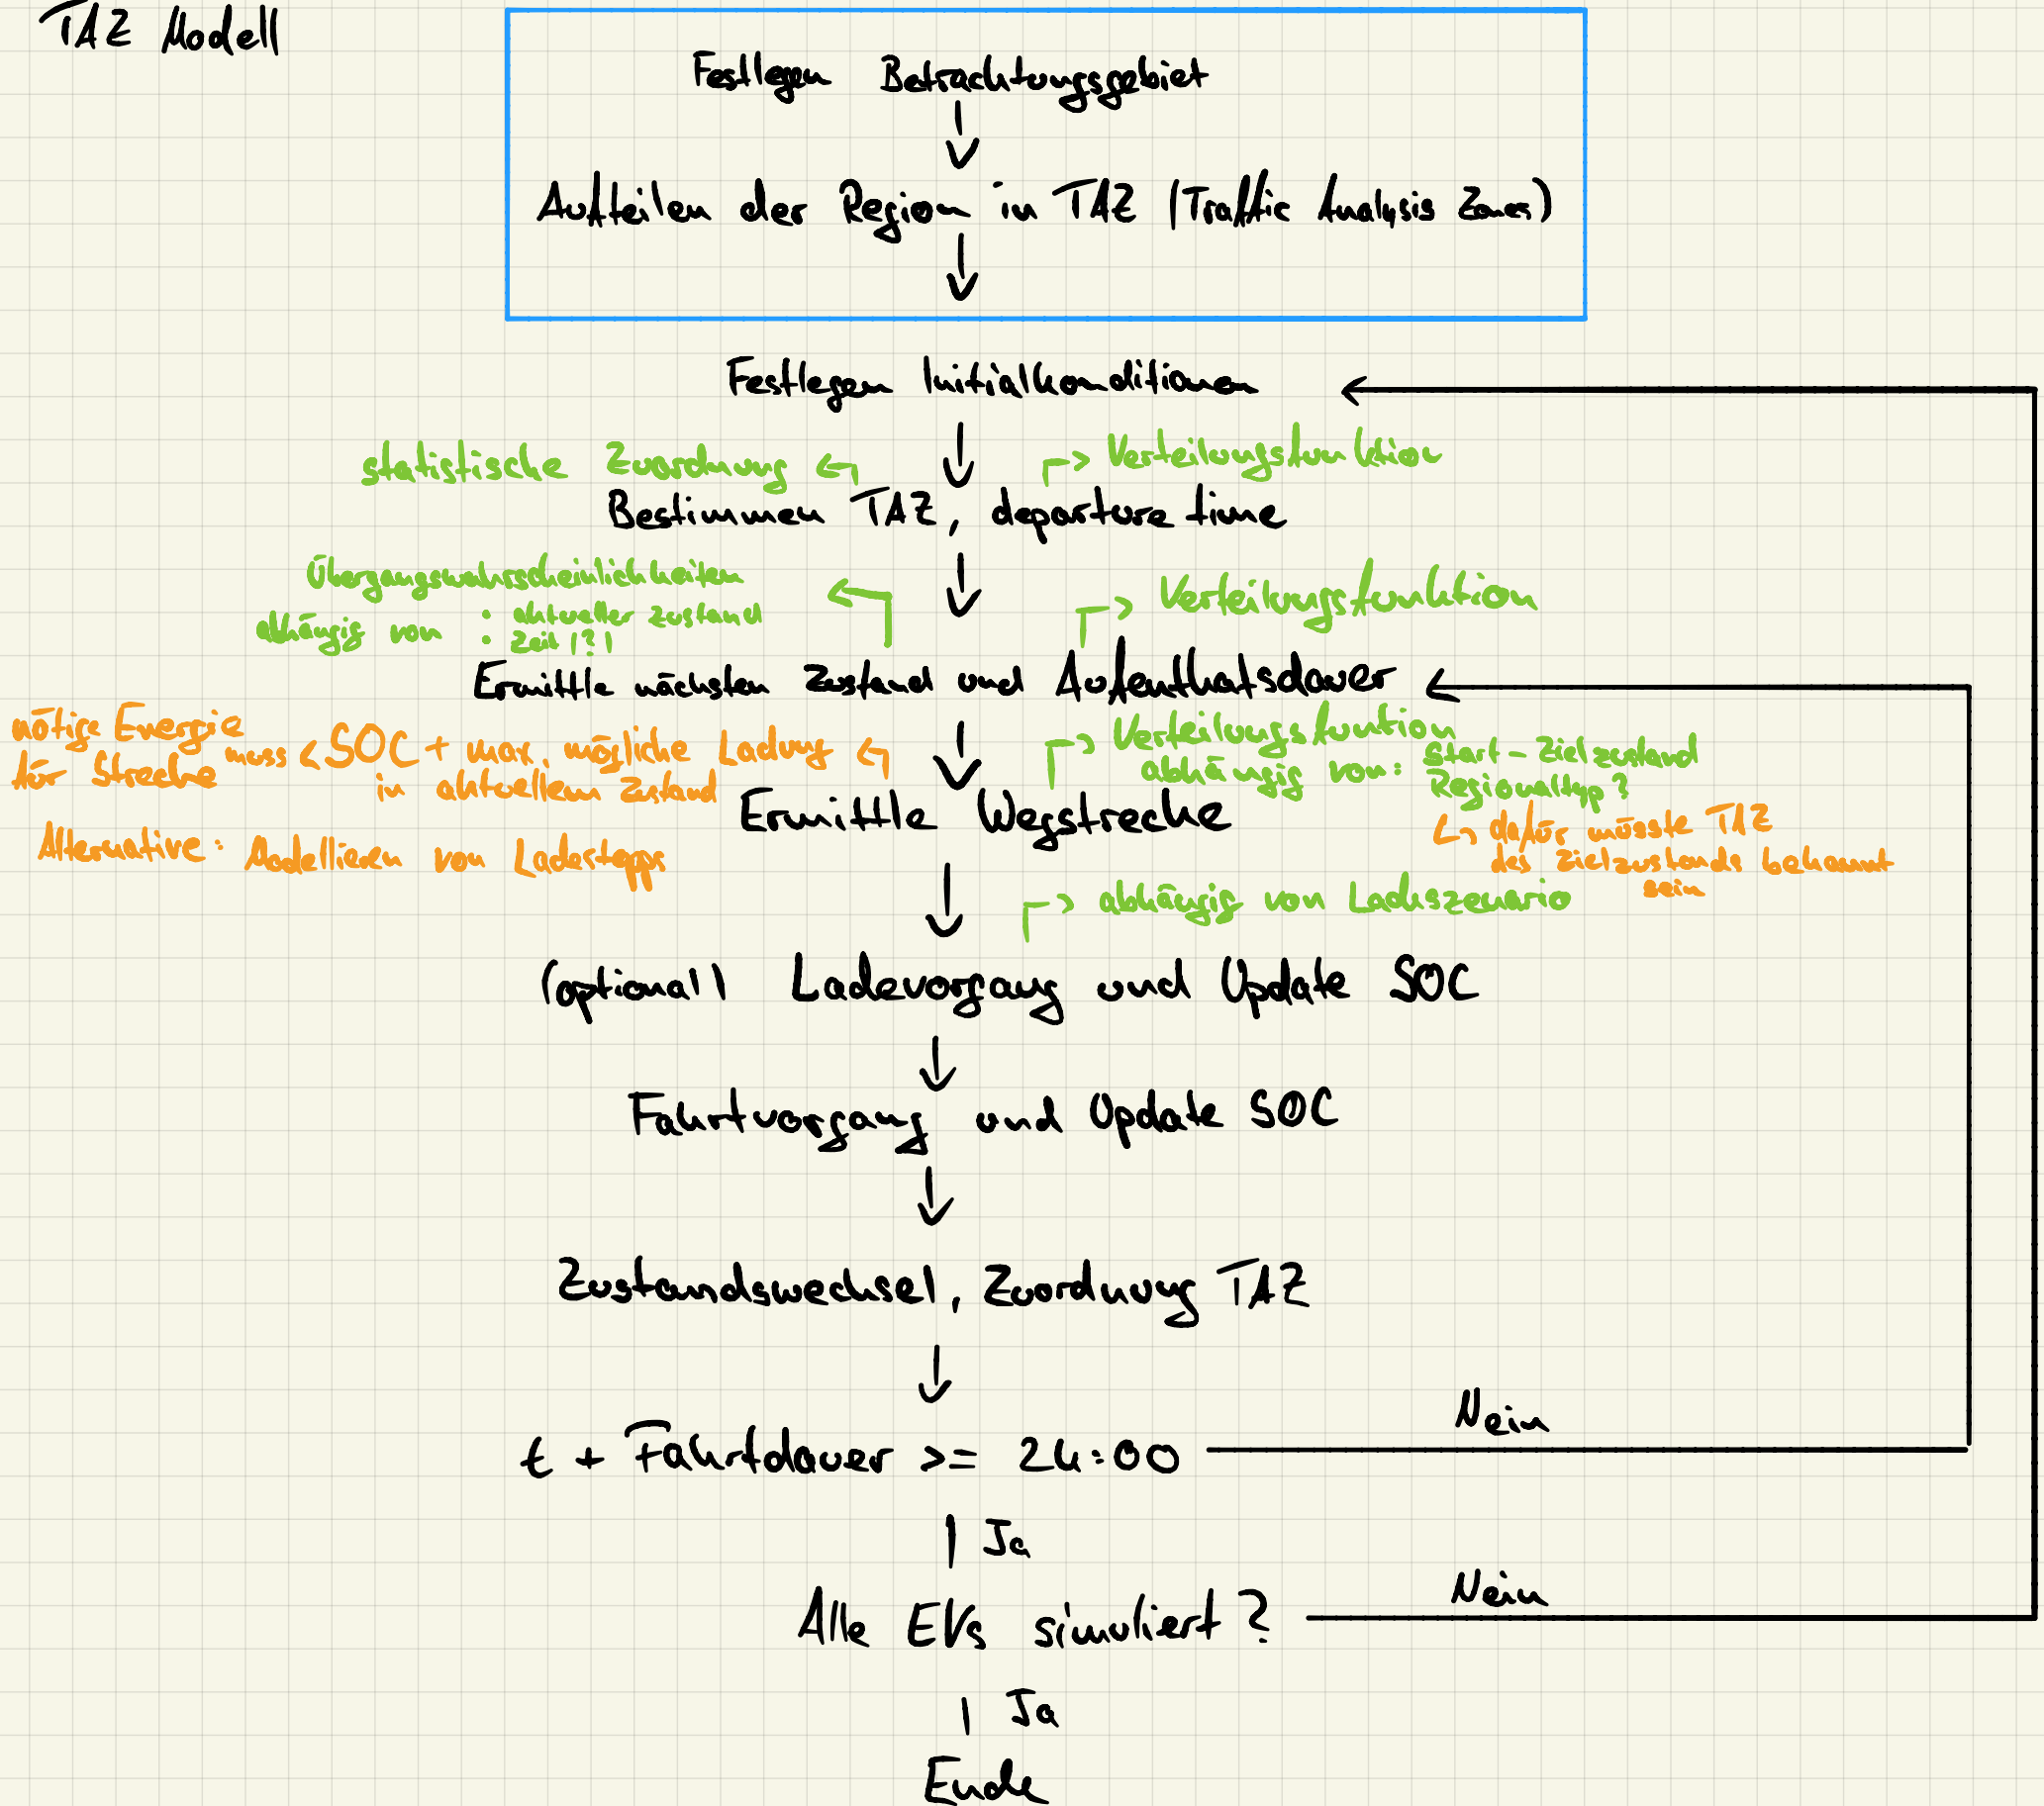 TAZ Modell
Festlegen Betrachtungsgebiet
Aufteilen der Region in TAZ (Traffic Analysis Zones)
Festlegen Initialkonditionen
statistische Zuordnung
Verteilungsfunktion
Bestimmen TAZ, departure time
Übergangswahrscheinlichkeiten
abhängig von : aktueller Zustand
: Zeit (?)
Verteilungsfunktion
Ermittle nächsten Zustand und Aufenthatsdauer
nötige Energie
für Strecke muss < SOC + max. mögliche Ladung
in aktuellem Zustand
Alternative: Modellieren von Ladestopps
Verteilungsfuntion
abhängig von: Start-Zielzustand
Regionaltyp?
dafür müsste TAZ
des Zielzustands bekannt
sein
Ermittle Wegstrecke
abhängig von Ladeszenario
(optional) Ladevorgang und Update SOC
Fahrtvorgang und Update SOC
Zustandswechsel, Zuordnung TAZ
t + Fahrtdauer >= 24:00
Nein
Ja
Alle EVs simuliert?
Nein
Ja
Ende